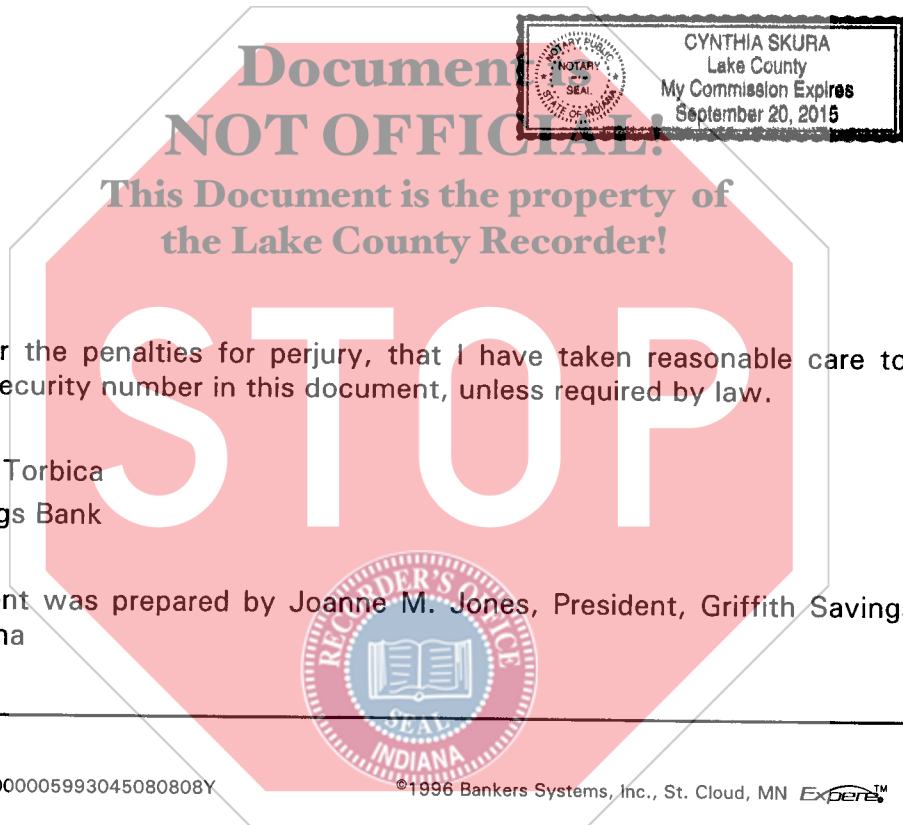 CYNTHIA SKURA
Lake County
My Commission Expires
September 20, 2015
NOTARY PUBLIC
NOTARY
SEAL
STATE OF INDIANA
Document is
NOT OFFICIAL!
This Document is the property of
the Lake County Recorder!
STOP
r the penalties for perjury, that I have taken reasonable care to
ecurity number in this document, unless required by law.
Torbica
gs Bank
nt was prepared by Joanne M. Jones, President, Griffith Savings
na
RECORDER'S OFFICE
SEAL
INDIANA
00005993045080808Y
©1996 Bankers Systems, Inc., St. Cloud, MN Expere™